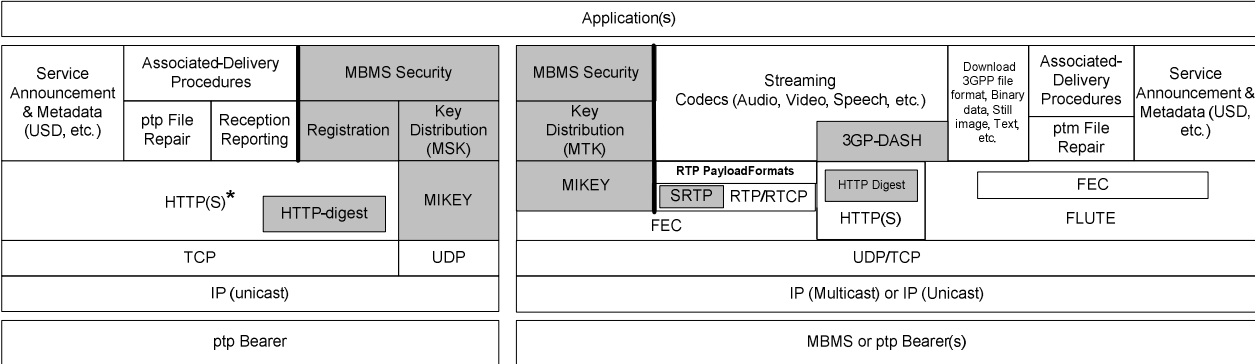 Application(s)
Service
Announcement
& Metadata
(USD, etc.)
Associated-Delivery
Procedures
ptp File
Repair
Reception
Reporting
MBMS Security
Registration
Key
Distribution
(MSK)
HTTP(S)*
HTTP-digest
MIKEY
TCP
UDP
IP (unicast)
ptp Bearer
MBMS Security
Key
Distribution
(MTK)
MIKEY
Streaming
Codecs (Audio, Video, Speech, etc.)
3GP-DASH
RTP PayloadFormats
SRTP
RTP/RTCP
FEC
HTTP Digest
HTTP(S)
Download
3GPP file
format, Binary
data, Still
image, Text,
etc.
Associated-
Delivery
Procedures
ptm File
Repair
Service
Announcement &
Metadata (USD,
etc.)
FEC
FLUTE
UDP/TCP
IP (Multicast) or IP (Unicast)
MBMS or ptp Bearer(s)